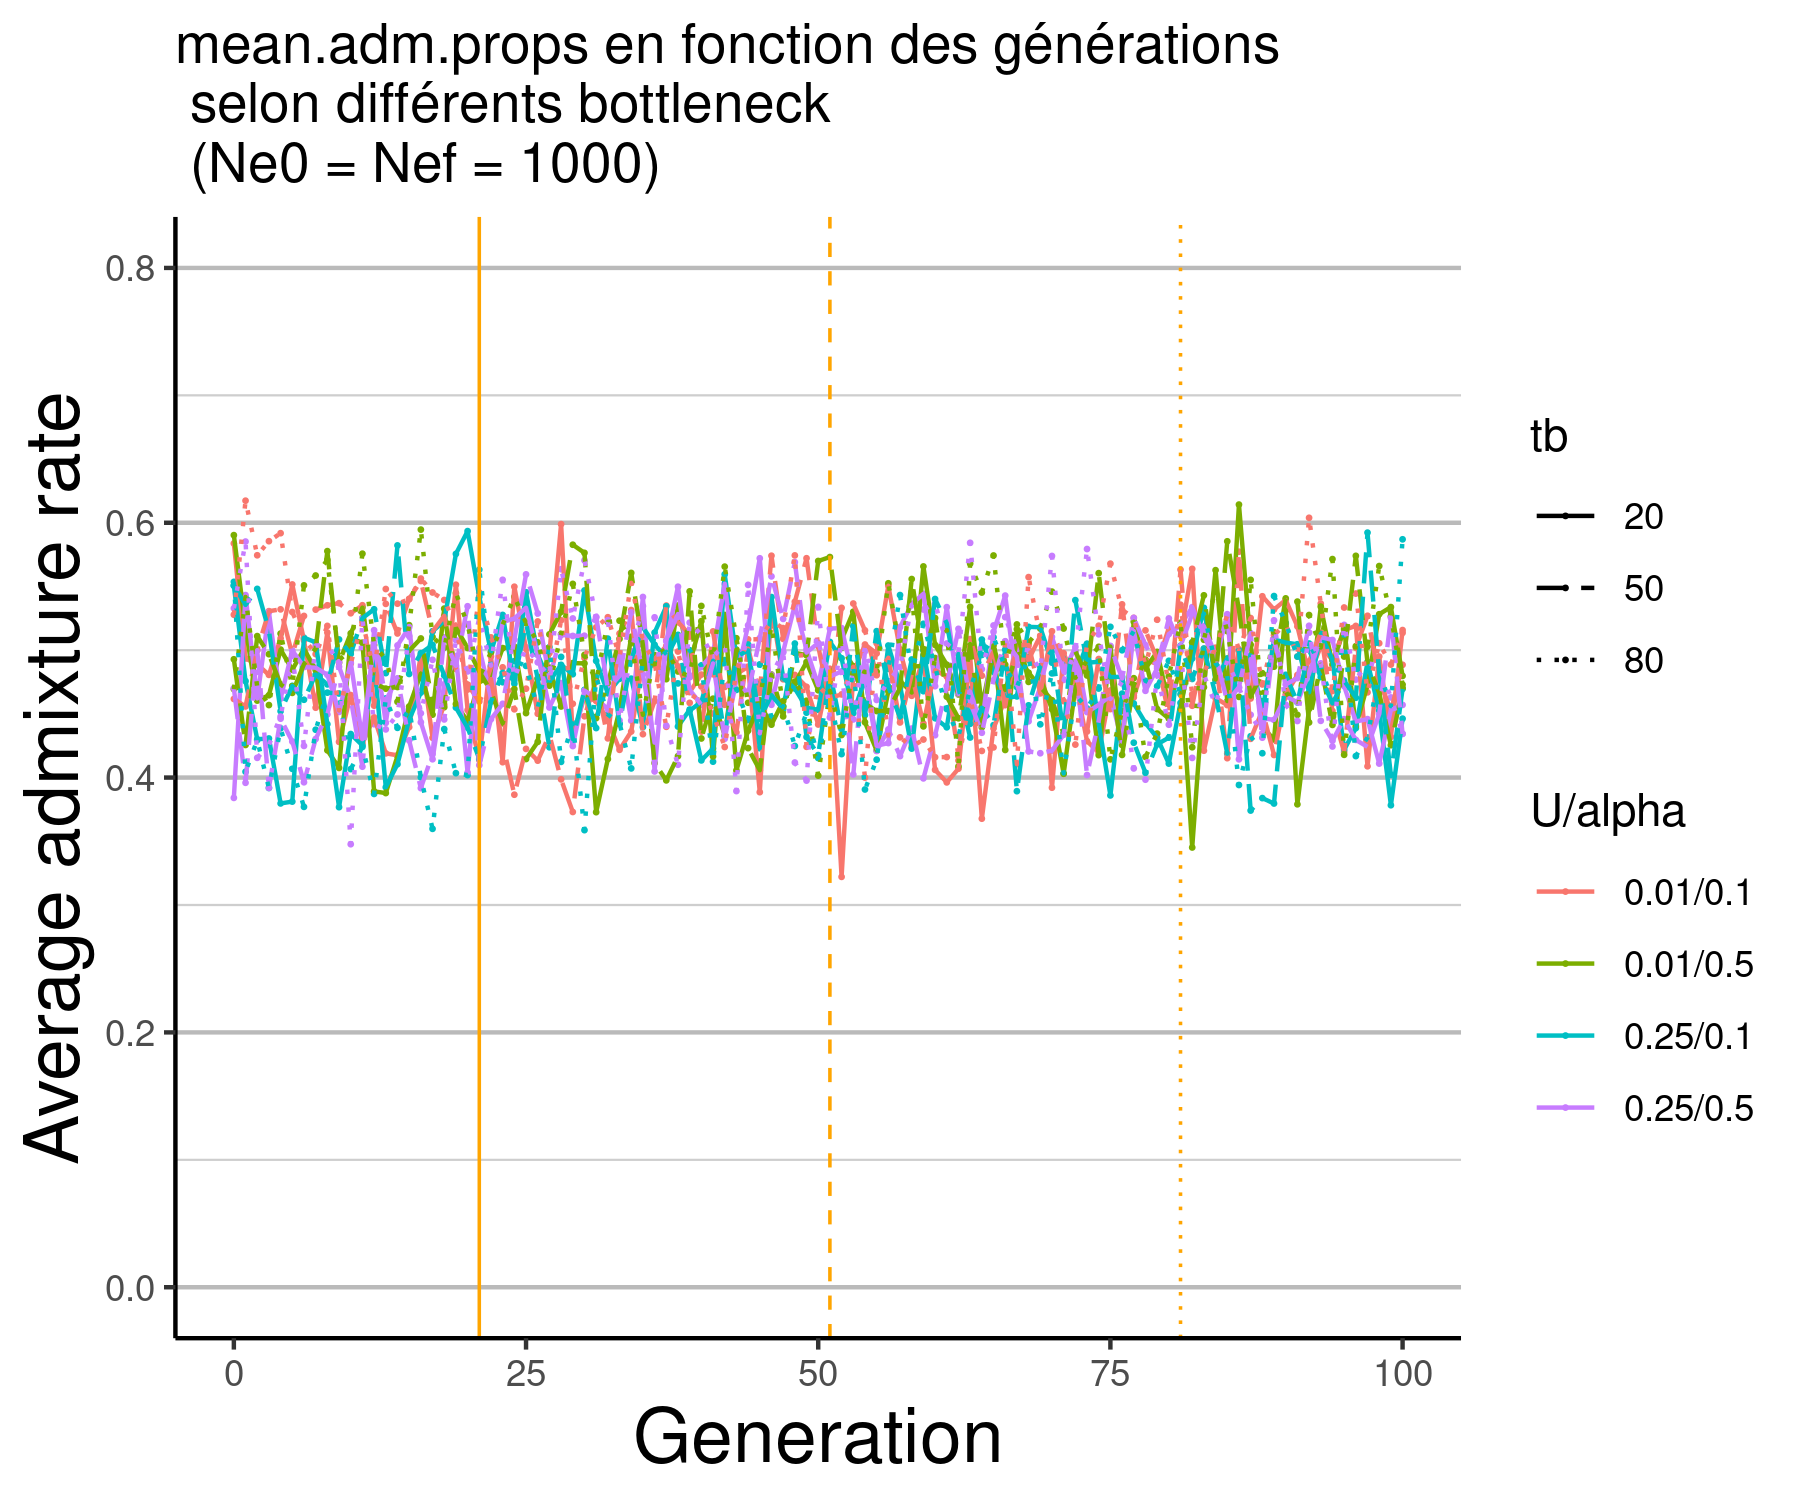 mean.adm.props en fonction des générations
selon différents bottleneck
(Ne0 = Nef = 1000)
Average admixture rate
0.8
0.6
0.4
0.2
0.0
0
25
50
75
100
Generation
tb
20
50
80
U/alpha
0.01/0.1
0.01/0.5
0.25/0.1
0.25/0.5